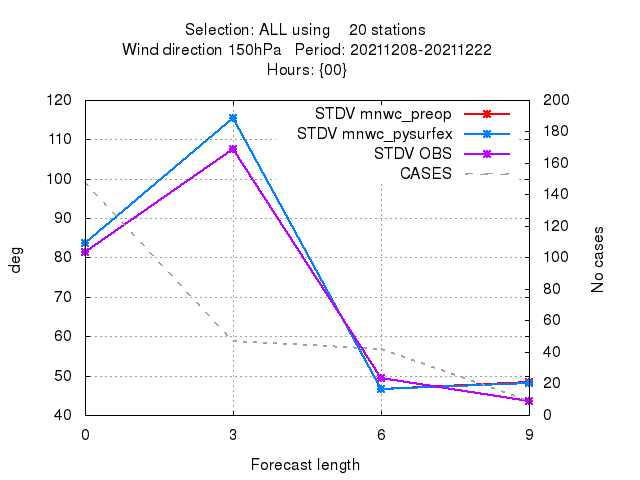 Selection: ALL using 20 stations
Wind direction 150hPa Period: 20211208-20211222
Hours: {00}
STDV mnwc_preop
STDV mnwc_pysurfex
STDV OBS
CASES
120
110
100
90
80
70
60
50
40
deg
200
180
160
140
120
100
80
60
40
20
0
No cases
0 3 6 9
Forecast length